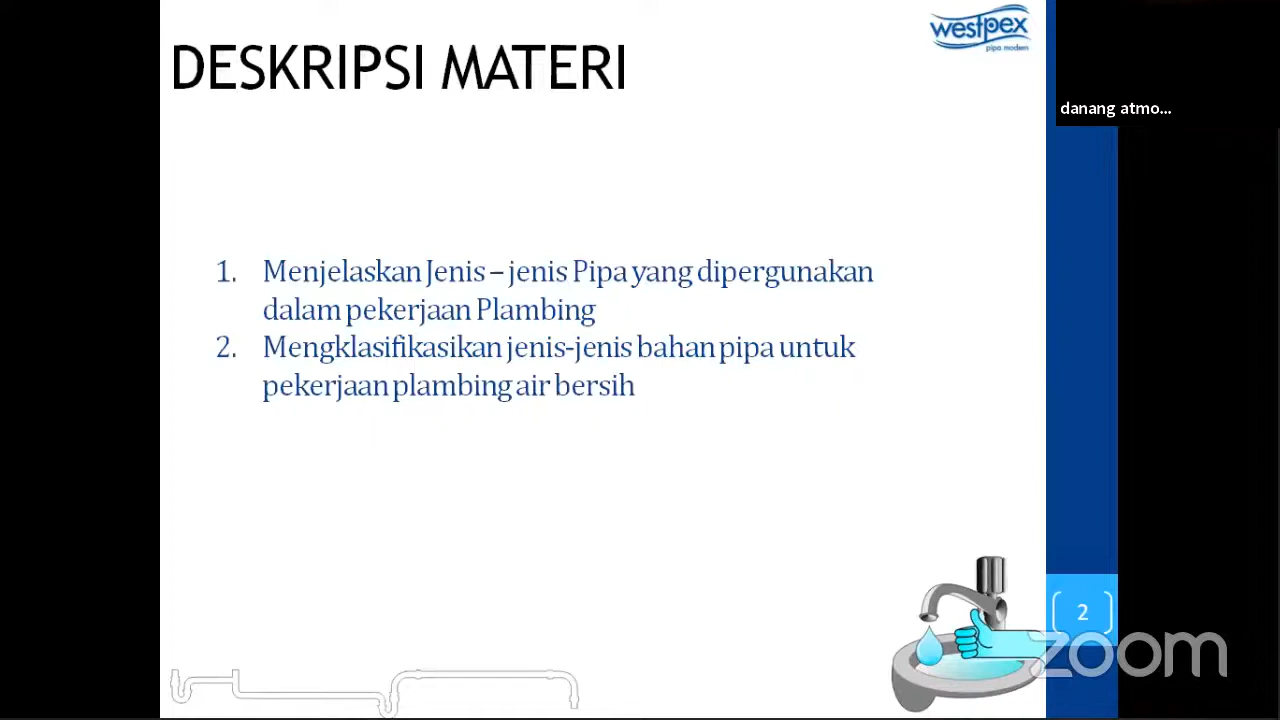 westpex
pipa modern
DESKRIPSI MATERI
danang atmo...
1. Menjelaskan Jenis – jenis Pipa yang dipergunakan
dalam pekerjaan Plambing
2. Mengklasifikasikan jenis-jenis bahan pipa untuk
pekerjaan plambing air bersih
2
zoom